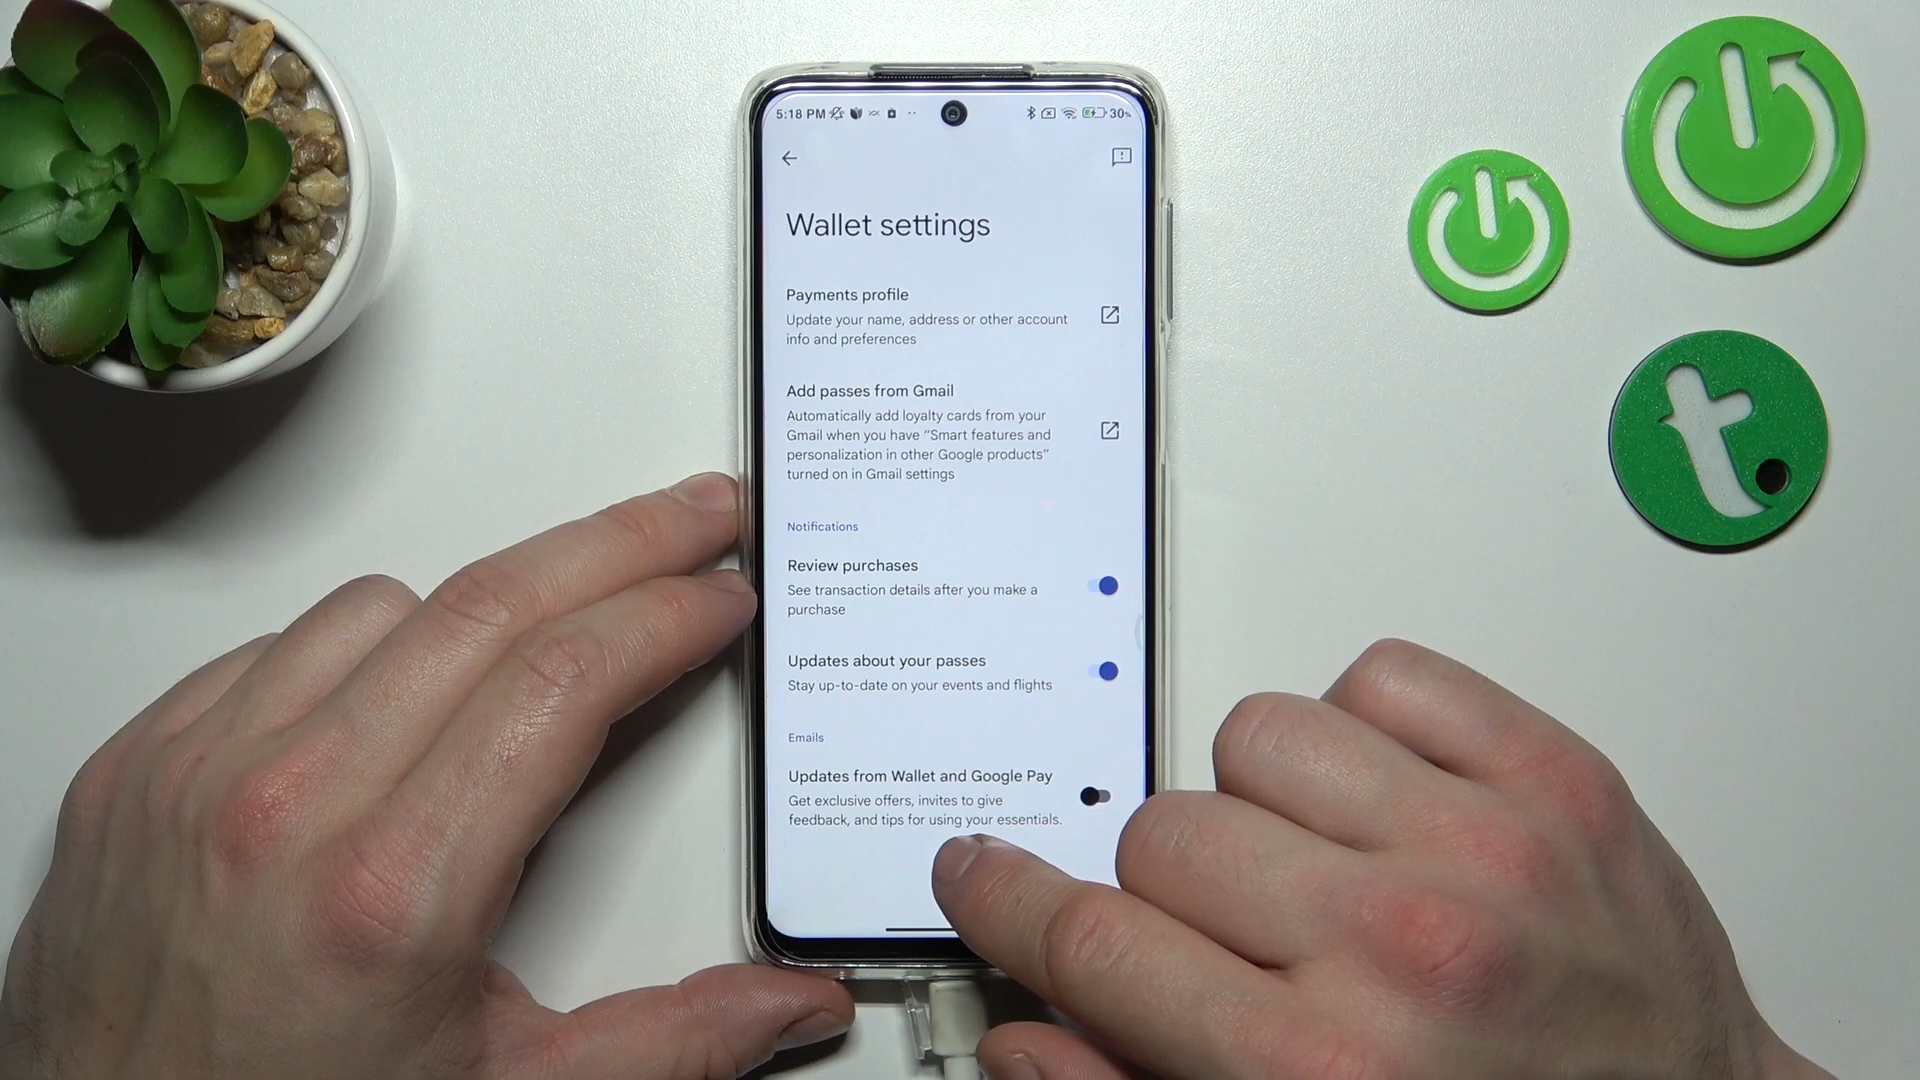 5:18 PM 30%
Wallet settings
Payments profile
Update your name, address or other account
info and preferences
Add passes from Gmail
Automatically add loyalty cards from your
Gmail when you have “Smart features and
personalization in other Google products”
turned on in Gmail settings
Notifications
Review purchases
See transaction details after you make a
purchase
Updates about your passes
Stay up-to-date on your events and flights
Emails
Updates from Wallet and Google Pay
Get exclusive offers, invites to give
feedback, and tips for using your essentials.
t